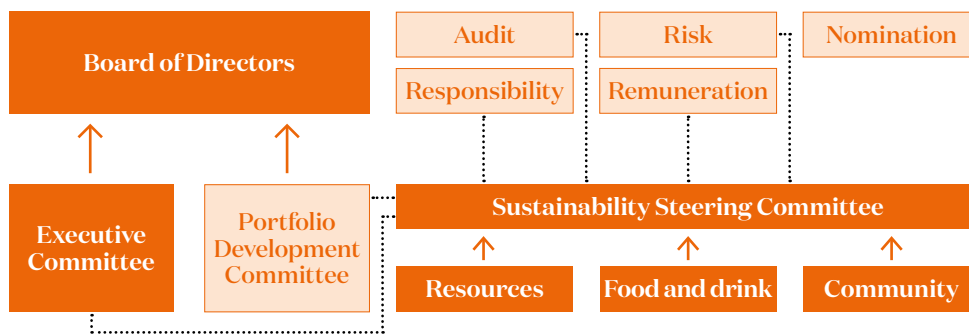 Board of Directors
Audit
Risk
Nomination
Responsibility
Remuneration
Executive
Committee
Portfolio
Development
Committee
Sustainability Steering Committee
Resources
Food and drink
Community